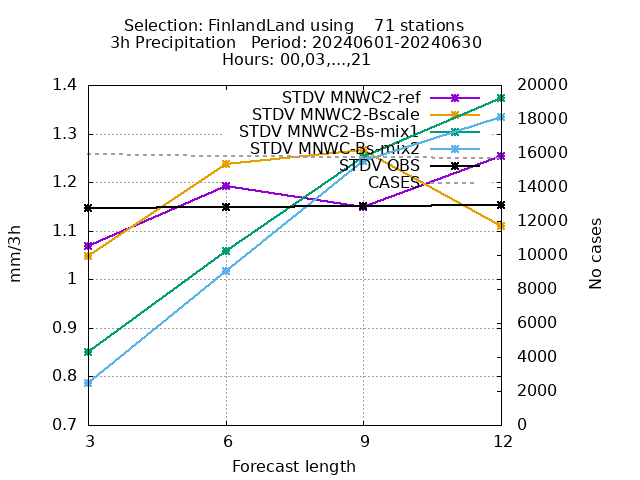 Selection: FinlandLand using    71 stations
3h Precipitation   Period: 20240601-20240630
Hours: 00,03,...,21
STDV MNWC2-ref
STDV MNWC2-Bscale
STDV MNWC2-Bs-mix1
STDV MNWC-Bs-mix2
STDV OBS
CASES
1.4
1.3
1.2
1.1
1
0.9
0.8
0.7
mm/3h
20000
18000
16000
14000
12000
10000
8000
6000
4000
2000
0
No cases
3 6 9 12
Forecast length